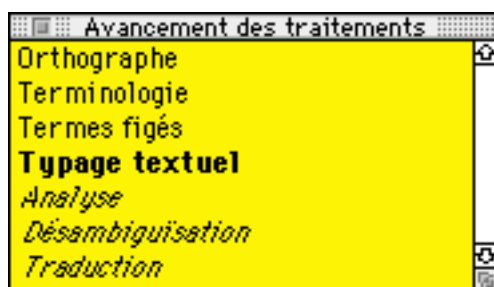 Avancement des traitements
Orthographe
Terminologie
Termes figés
Typage textuel
Analyse
Désambiguïsation
Traduction